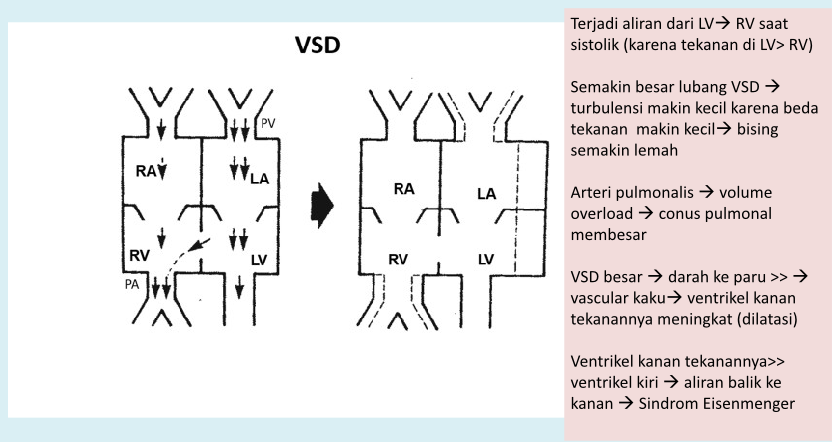 VSD
PV
RA
LA
RV
LV
PA
RA
LA
RV
LV
Terjadi aliran dari LV→ RV saat
sistolik (karena tekanan di LV> RV)
Semakin besar lubang VSD →
turbulensi makin kecil karena beda
tekanan makin kecil→ bising
semakin lemah
Arteri pulmonalis → volume
overload → conus pulmonal
membesar
VSD besar → darah ke paru >> →
vascular kaku→ ventrikel kanan
tekanannya meningkat (dilatasi)
Ventrikel kanan tekanannya>>
ventrikel kiri → aliran balik ke
kanan → Sindrom Eisenmenger